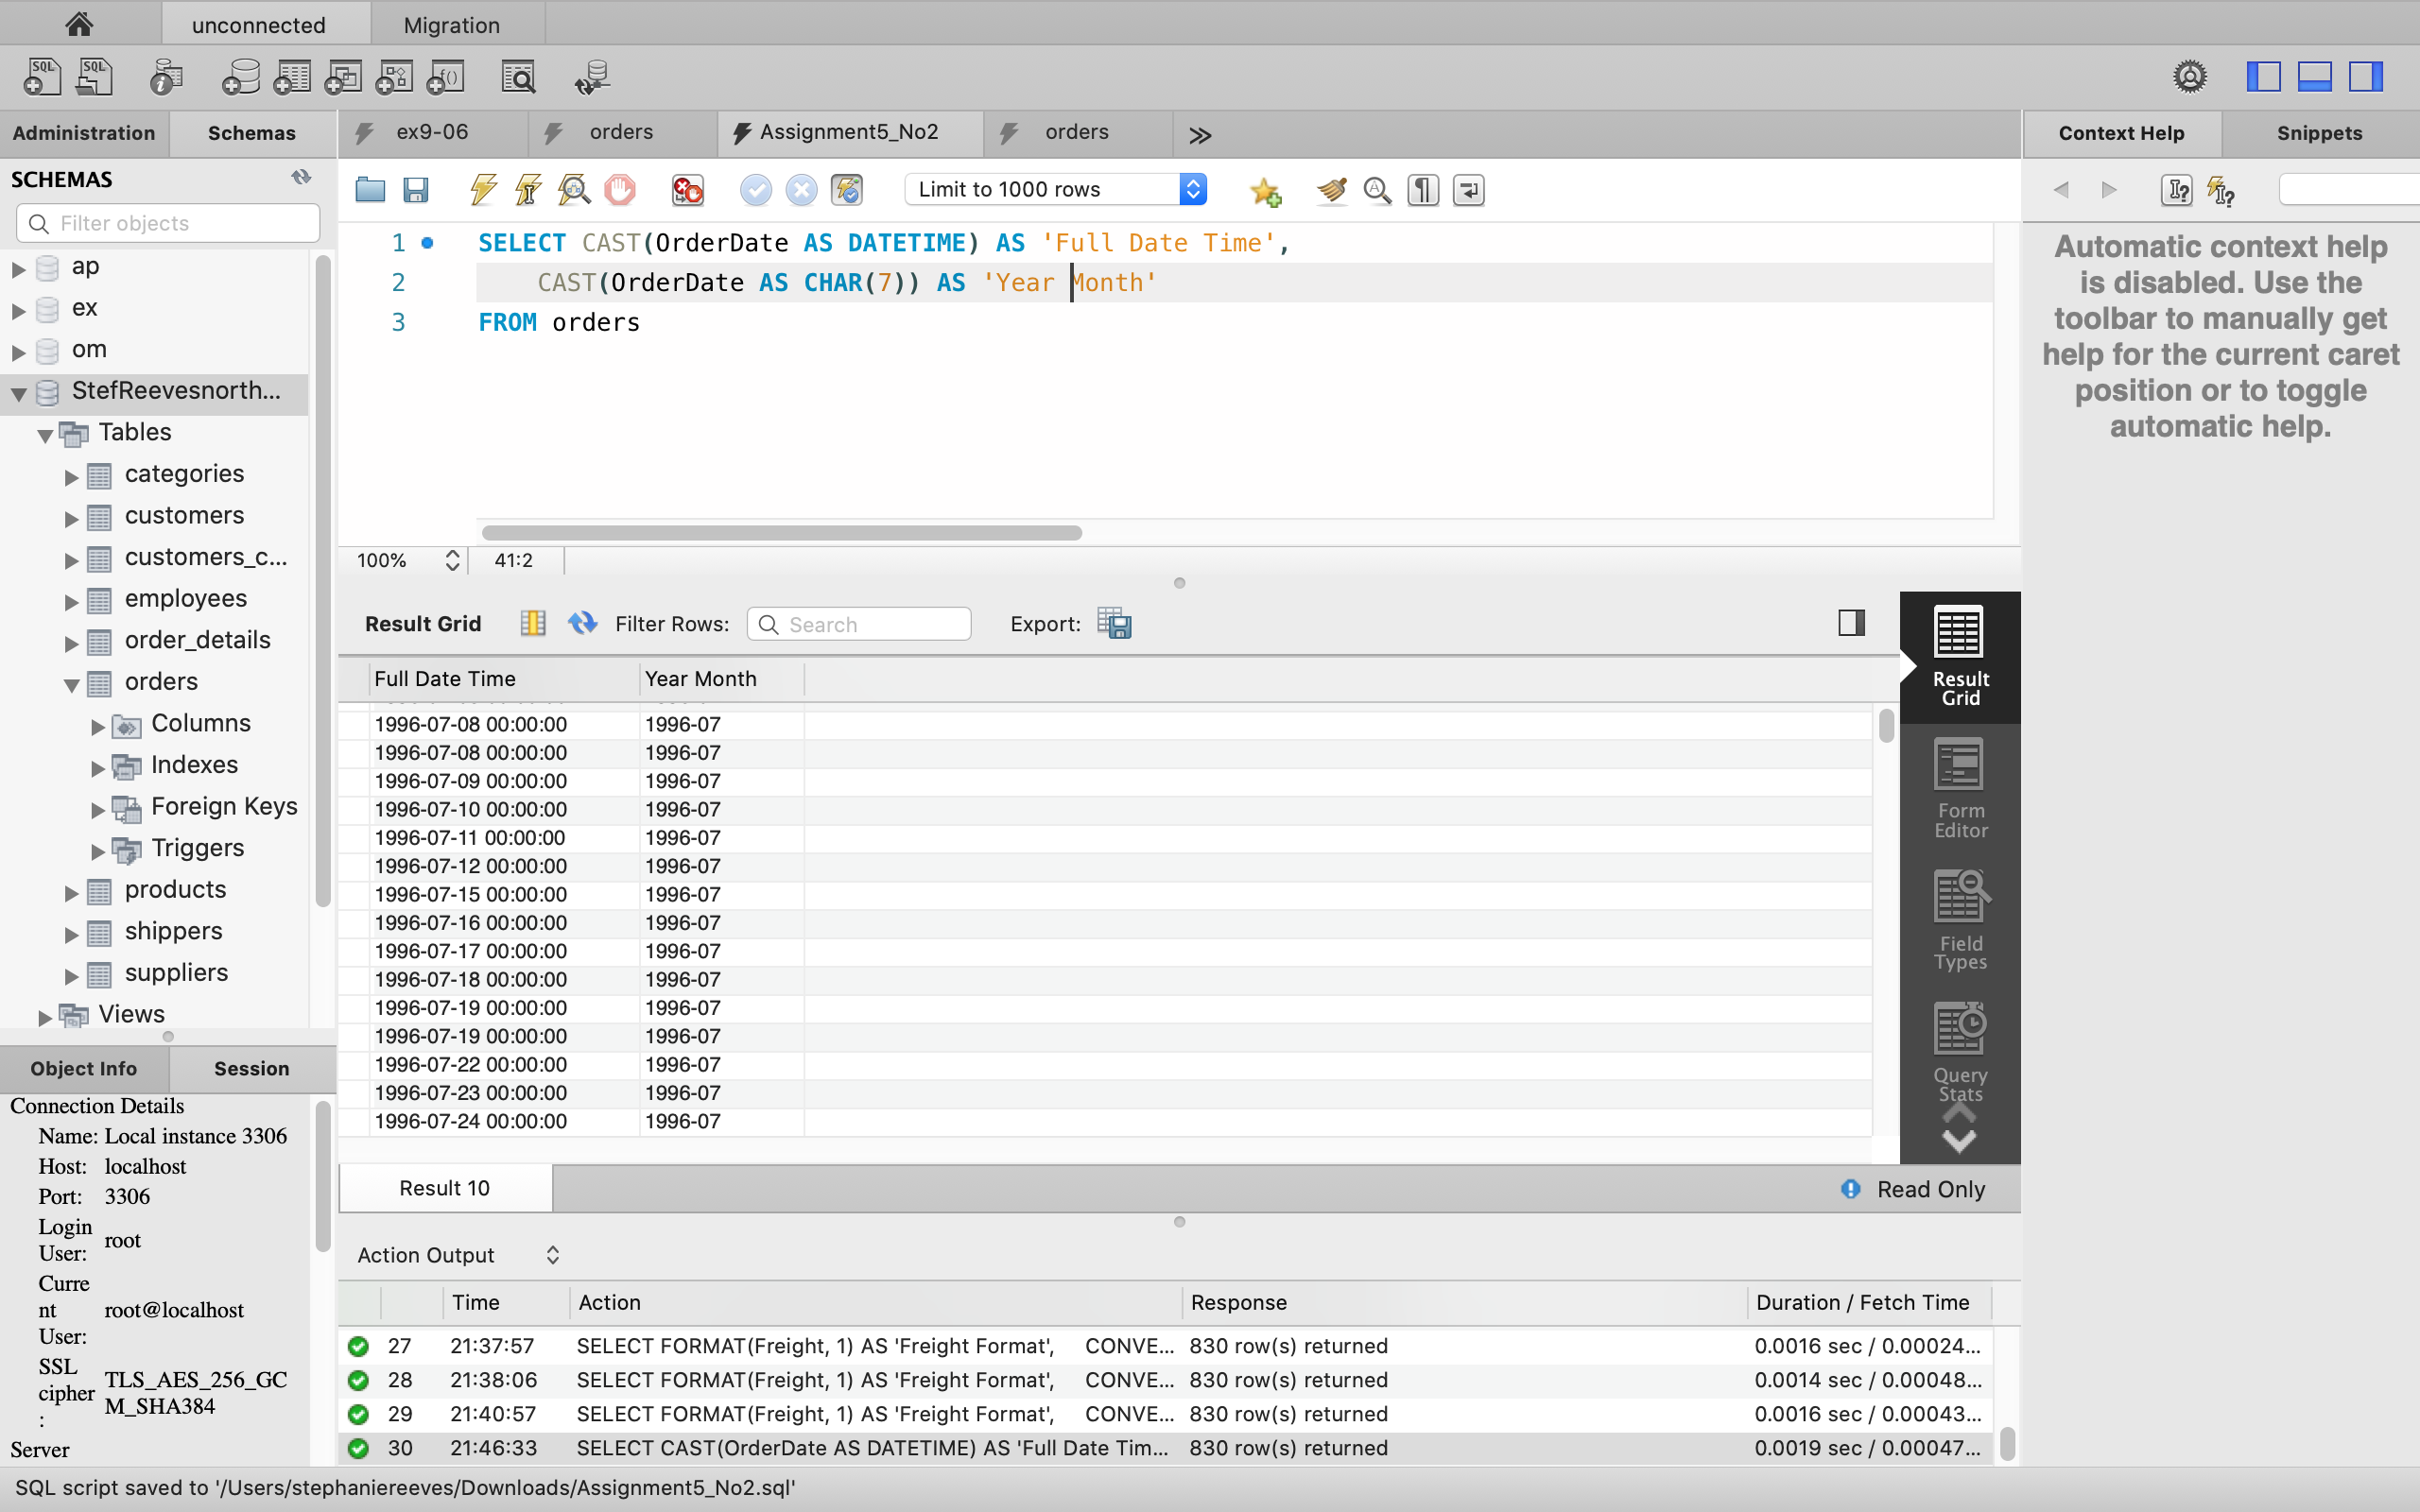 unconnected
Migration
SQL
SQL
Administration
Schemas
ex9-06
orders
Assignment5_No2
orders
Context Help
Snippets
SCHEMAS
Filter objects
Limit to 1000 rows
ap
ex
om
StefReevesnorth...
Tables
categories
customers
customers_c...
employees
order_details
orders
Columns
Indexes
Foreign Keys
Triggers
products
shippers
suppliers
Views
1 SELECT CAST(OrderDate AS DATETIME) AS 'Full Date Time',
2 CAST(OrderDate AS CHAR(7)) AS 'Year Month'
3 FROM orders
Automatic context help
is disabled. Use the
toolbar to manually get
help for the current caret
position or to toggle
automatic help.
100%
41:2
Result Grid
Filter Rows:
Search
Export:
Full Date Time Year Month
1996-07-08 00:00:00 1996-07
1996-07-08 00:00:00 1996-07
1996-07-09 00:00:00 1996-07
1996-07-10 00:00:00 1996-07
1996-07-11 00:00:00 1996-07
1996-07-12 00:00:00 1996-07
1996-07-15 00:00:00 1996-07
1996-07-16 00:00:00 1996-07
1996-07-17 00:00:00 1996-07
1996-07-18 00:00:00 1996-07
1996-07-19 00:00:00 1996-07
1996-07-19 00:00:00 1996-07
1996-07-22 00:00:00 1996-07
1996-07-23 00:00:00 1996-07
1996-07-24 00:00:00 1996-07
Result
Grid
Form
Editor
Field
Types
Query
Stats
Result 10
Read Only
Object Info
Session
Connection Details
Name: Local instance 3306
Host: localhost
Port: 3306
Login
User: root
Curre
nt
User: root@localhost
SSL
cipher
: TLS_AES_256_GC
M_SHA384
Server
Action Output
Time Action Response Duration / Fetch Time
27 21:37:57 SELECT FORMAT(Freight, 1) AS 'Freight Format', CONVE... 830 row(s) returned 0.0016 sec / 0.00024...
28 21:38:06 SELECT FORMAT(Freight, 1) AS 'Freight Format', CONVE... 830 row(s) returned 0.0014 sec / 0.00048...
29 21:40:57 SELECT FORMAT(Freight, 1) AS 'Freight Format', CONVE... 830 row(s) returned 0.0016 sec / 0.00043...
30 21:46:33 SELECT CAST(OrderDate AS DATETIME) AS 'Full Date Tim... 830 row(s) returned 0.0019 sec / 0.00047...
SQL script saved to '/Users/stephaniereeves/Downloads/Assignment5_No2.sql'